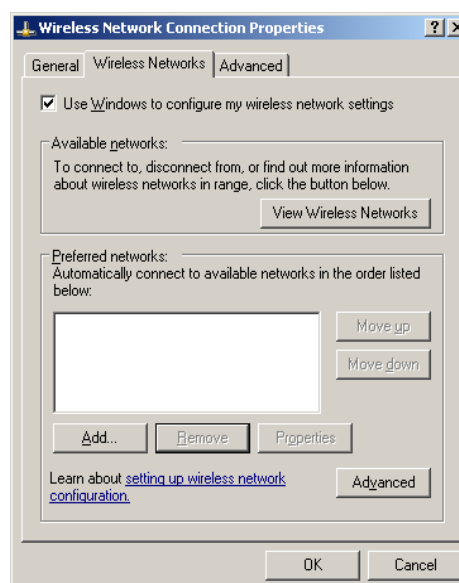 Wireless Network Connection Properties
General Wireless Networks Advanced
Use Windows to configure my wireless network settings
Available networks:
To connect to, disconnect from, or find out more information
about wireless networks in range, click the button below.
View Wireless Networks
Preferred networks:
Automatically connect to available networks in the order listed
below:
Move up
Move down
Add... Remove Properties
Learn about setting up wireless network
configuration.
Advanced
OK Cancel